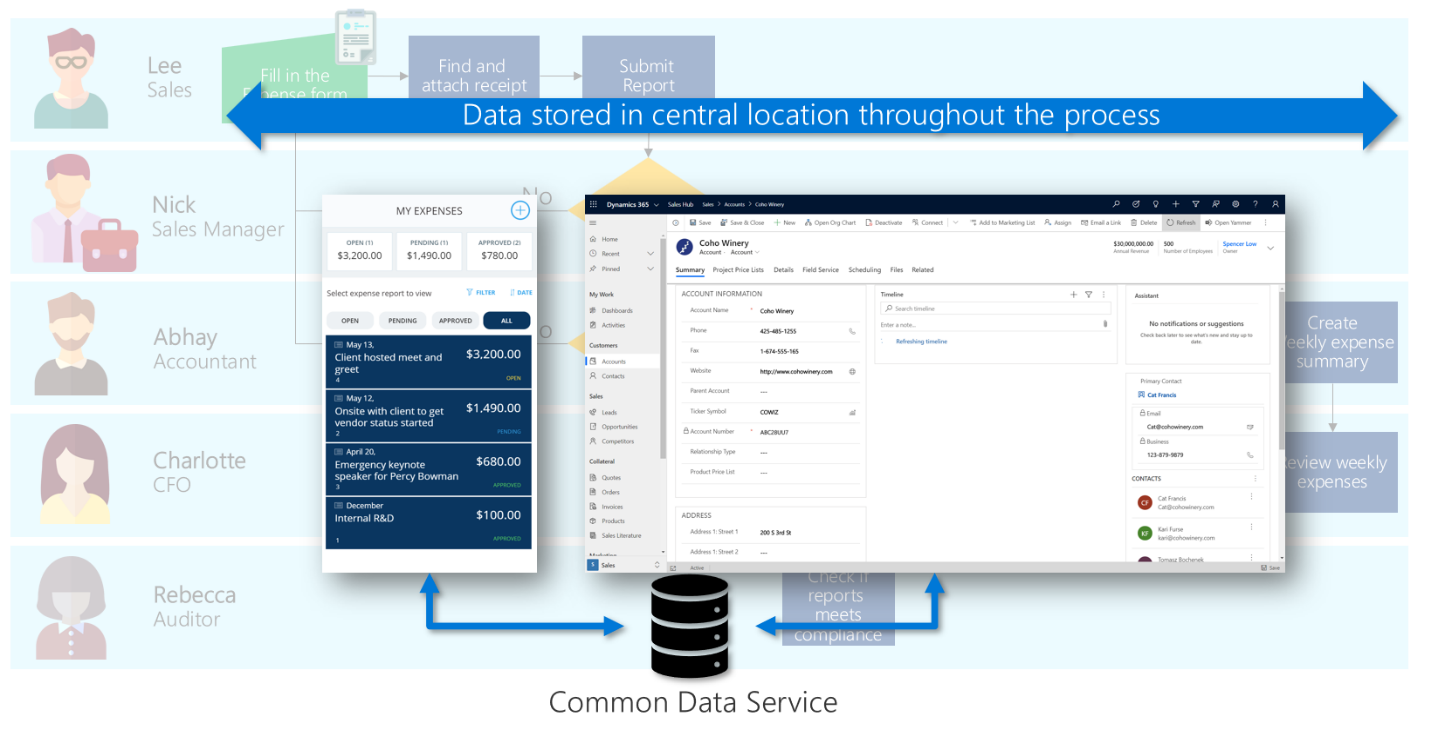 Lee
Sales
Fill in the
Expense form
Find and
attach receipt
Submit
Report
Data stored in central location throughout the process
Nick
Sales Manager
No
Abhay
Accountant
No
Charlotte
CFO
Rebecca
Auditor
MY EXPENSES
OPEN (1)
$3,200.00
PENDING (1)
$1,490.00
APPROVED (2)
$780.00
Select expense report to view
FILTER
DATE
OPEN
PENDING
APPROVED
ALL
May 13,
Client hosted meet and
greet
$3,200.00
4
OPEN
May 12,
Onsite with client to get
vendor status started
$1,490.00
2
PENDING
April 20,
Emergency keynote
speaker for Percy Bowman
$680.00
3
APPROVED
December
Internal R&D
$100.00
1
APPROVED
Dynamics 365
Sales Hub
Sales > Accounts > Coho Winery
Save
Save & Close
New
Open Org Chart
Deactivate
Connect
Add to Marketing List
Assign
Email a Link
Delete
Refresh
Open Yammer
Home
Recent
Pinned
My Work
Dashboards
Activities
Customers
Accounts
Contacts
Sales
Leads
Opportunities
Competitors
Collateral
Quotes
Orders
Invoices
Products
Sales Literature
Marketing
S Sales
Coho Winery
Account · Account
$30,000,000.00
Annual Revenue
500
Number of Employees
Spencer Low
Owner
Summary
Project Price Lists
Details
Field Service
Scheduling
Files
Related
ACCOUNT INFORMATION
Account Name * Coho Winery
Phone 425-485-1255
Fax 1-674-555-165
Website http://www.cohowinery.com
Parent Account ---
Ticker Symbol COWIZ
Account Number * ABC28UU7
Relationship Type ---
Product Price List ---
ADDRESS
Address 1: Street 1 200 S 3rd St
Address 1: Street 2 ---
Timeline
Search timeline
Enter a note...
Refreshing timeline
Assistant
No notifications or suggestions
Check back later to see what's new and stay up to
date.
Primary Contact
Cat Francis
Email
Cat@cohowinery.com
Business
123-879-9879
CONTACTS
CF
Cat Francis
Cat@cohowinery.com
KF
Kari Furse
kari@cohowinery.com
Tomasz Bochenek
Active
Save
Create
eekly expense
summary
eview weekly
expenses
Check if
reports
meets
compliance
Common Data Service